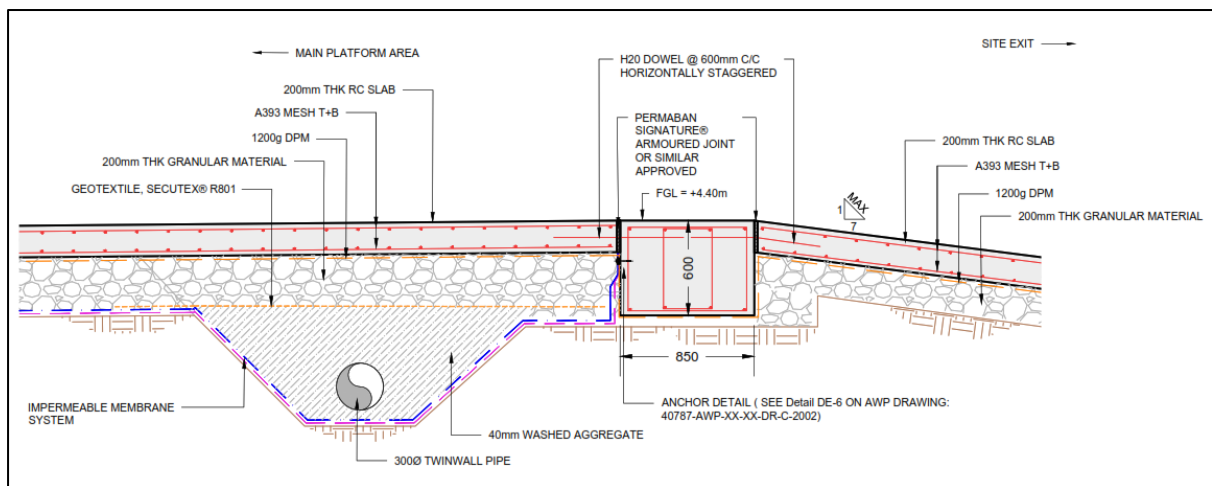 MAIN PLATFORM AREA
SITE EXIT
H20 DOWEL @ 600mm C/C
HORIZONTALLY STAGGERED
200mm THK RC SLAB
A393 MESH T+B
1200g DPM
200mm THK GRANULAR MATERIAL
GEOTEXTILE, SECUTEX® R801
PERMABAN
SIGNATURE®
ARMOURED JOINT
OR SIMILAR
APPROVED
FGL = +4.40m
MAX
1
7
200mm THK RC SLAB
A393 MESH T+B
1200g DPM
200mm THK GRANULAR MATERIAL
600
850
IMPERMEABLE MEMBRANE
SYSTEM
ANCHOR DETAIL ( SEE Detail DE-6 ON AWP DRAWING:
40787-AWP-XX-XX-DR-C-2002)
40mm WASHED AGGREGATE
300Ø TWINWALL PIPE